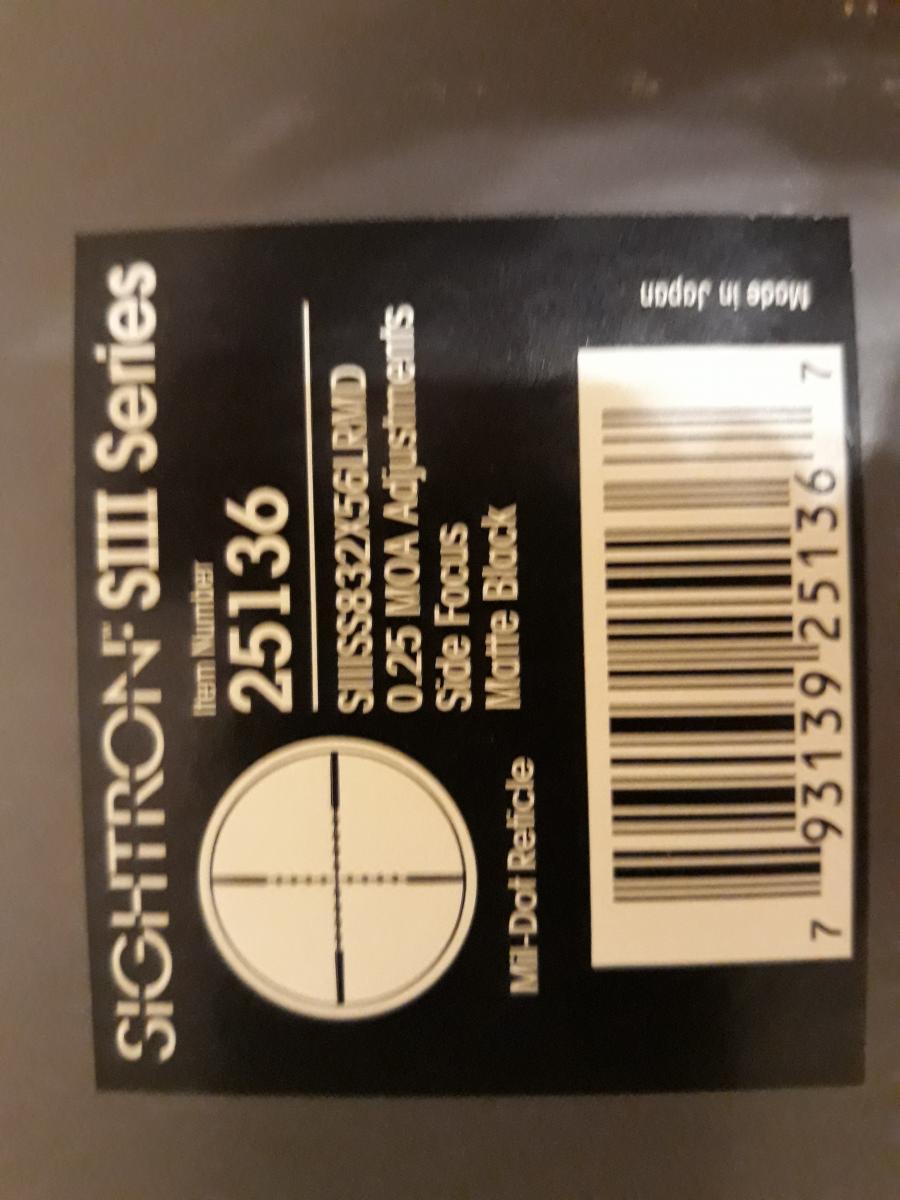 SIGHTRON® SIII Series
Item Number
25136
SIIISS832X56LRMD
0.25 MOA Adjustments
Side Focus
Matte Black
Mil-Dot Reticle
7 93139 25136 7
Made in Japan